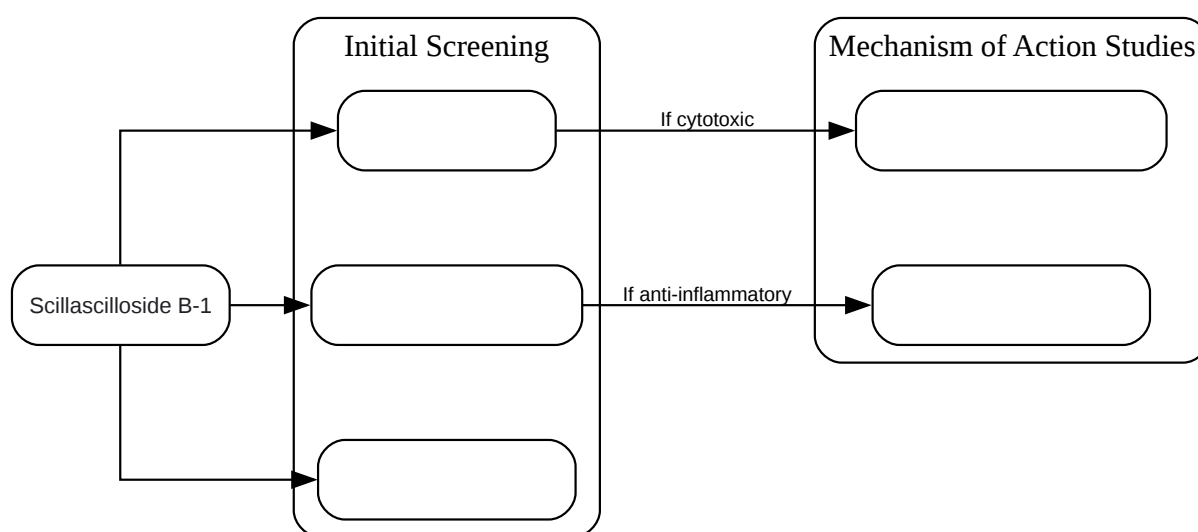 Initial Screening
Mechanism of Action Studies
If cytotoxic
Scillascilloside B-1
If anti-inflammatory